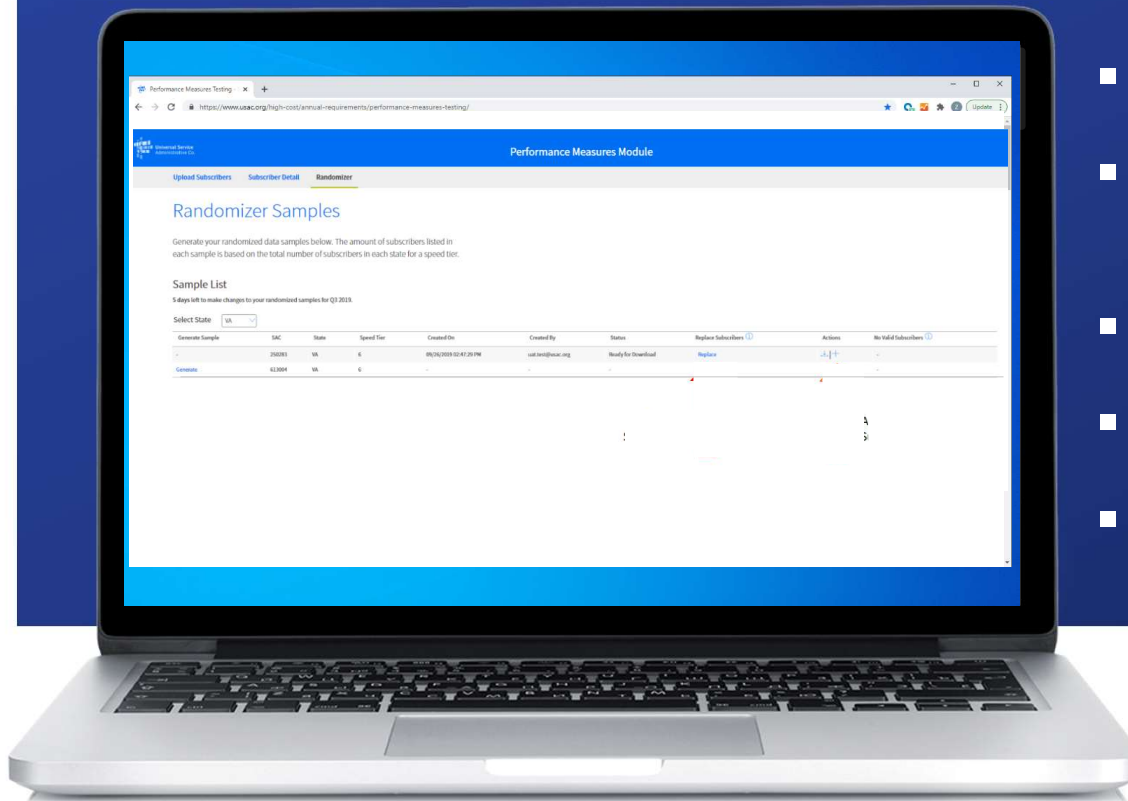 Performance Measures Testing -
https://www.usac.org/high-cost/annual-requirements/performance-measures-testing/
Update
Universal Service
Administrative Co.
Performance Measures Module
Upload Subscribers Subscriber Detail Randomizer
Randomizer Samples
Generate your randomized data samples below. The amount of subscribers listed in
each sample is based on the total number of subscribers in each state for a speed tier.
Sample List
5 days left to make changes to your randomized samples for Q3 2019.
Select State VA
Generate Sample SAC State Speed Tier Created On Created By Status Replace Subscribers Actions No Valid Subscribers
- VA 6 09/26/2019 02:47:29 PM uat.test@usac.org Ready for Download Replace -
Generate 613004 VA 6 - - - -
A